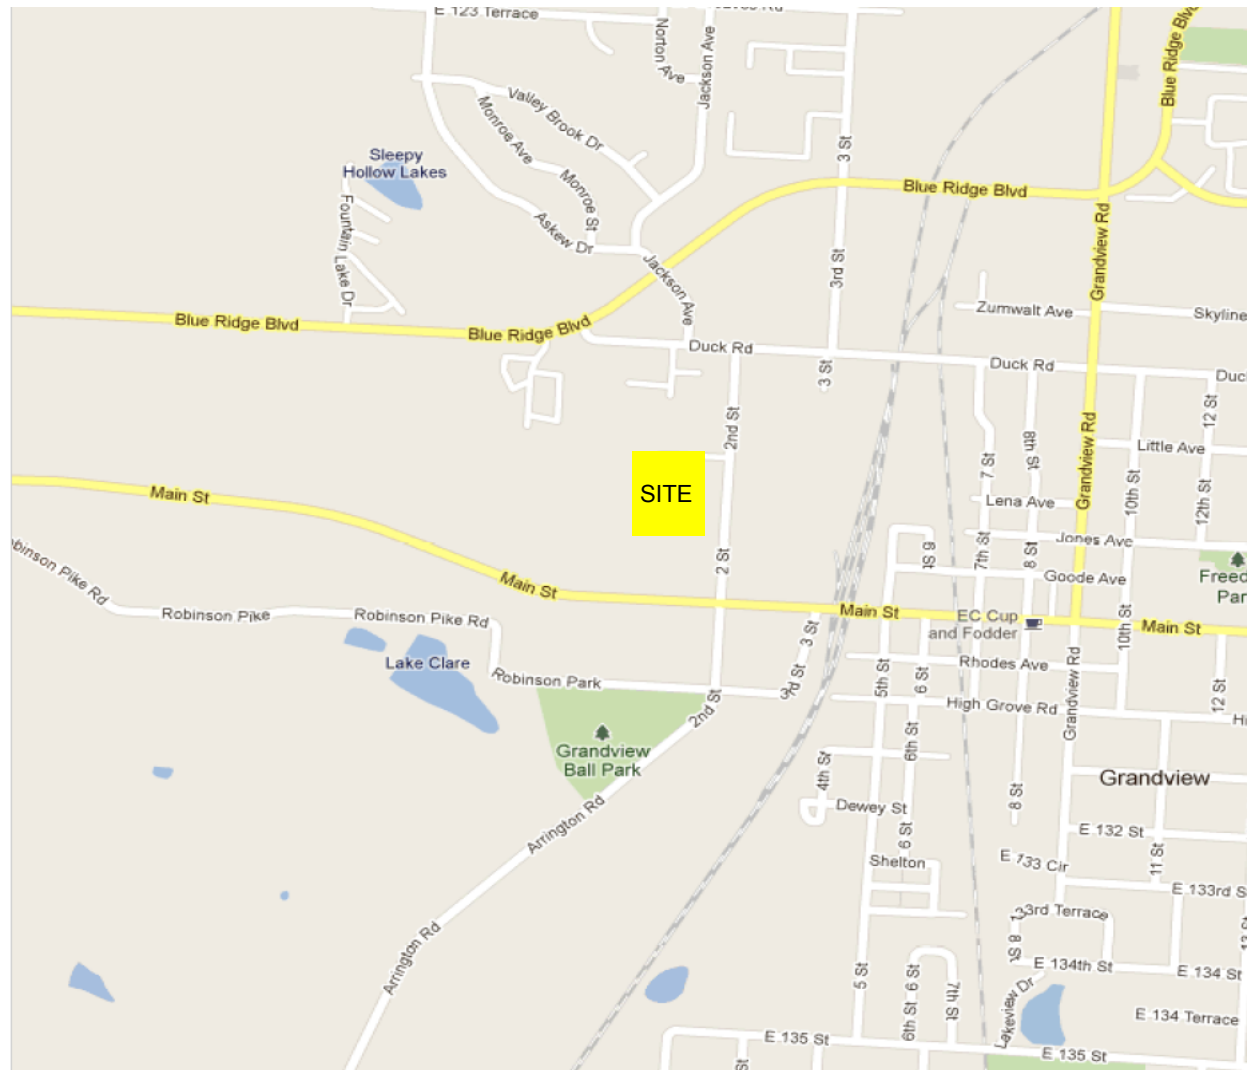 E 123 Terrace
Norton Ave
Jackson Ave
Blue Ridge Blvd
Valley Brook Dr
Monroe Ave
Sleepy
Hollow Lakes
3 St
Monroe St
Blue Ridge Blvd
Fountain
Lake Dr
Askew Dr
Grandview Rd
3rd St
Jackson Ave
Zumwalt Ave
Skyline
Blue Ridge Blvd
Blue Ridge Blvd
Duck Rd
Duck Rd
3 St
Duc
12 St
2nd St
Grandview Rd
8th St
Little Ave
7 St
SITE
10th St
Main St
Lena Ave
12th St
Jones Ave
6 St
7th St
8 St
2 St
Goode Ave
Freed
Par
binson Pike Rd
Main St
Robinson Pike
Robinson Pike Rd
Main St
EC Cup
and Fodder
10th St
Main St
3 St
Lake Clare
Rhodes Ave
5th St
6 St
Grandview Rd
Robinson Park
3rd St
12 St
2nd St
High Grove Rd
Hi
6th St
Grandview
Ball Park
4th St
Grandview
Dewey St
8 St
Arrington Rd
6 St
E 132 St
Shelton
E 133 Cir
11 St
E 133rd S
33rd Terrace
13 St
8 St
Arrington Rd
E 134th St
E 134 St
5 St
6 St
7th St
6th St
Lakeview Dr
E 134 Terrace
E 135 St
E 135 St
St